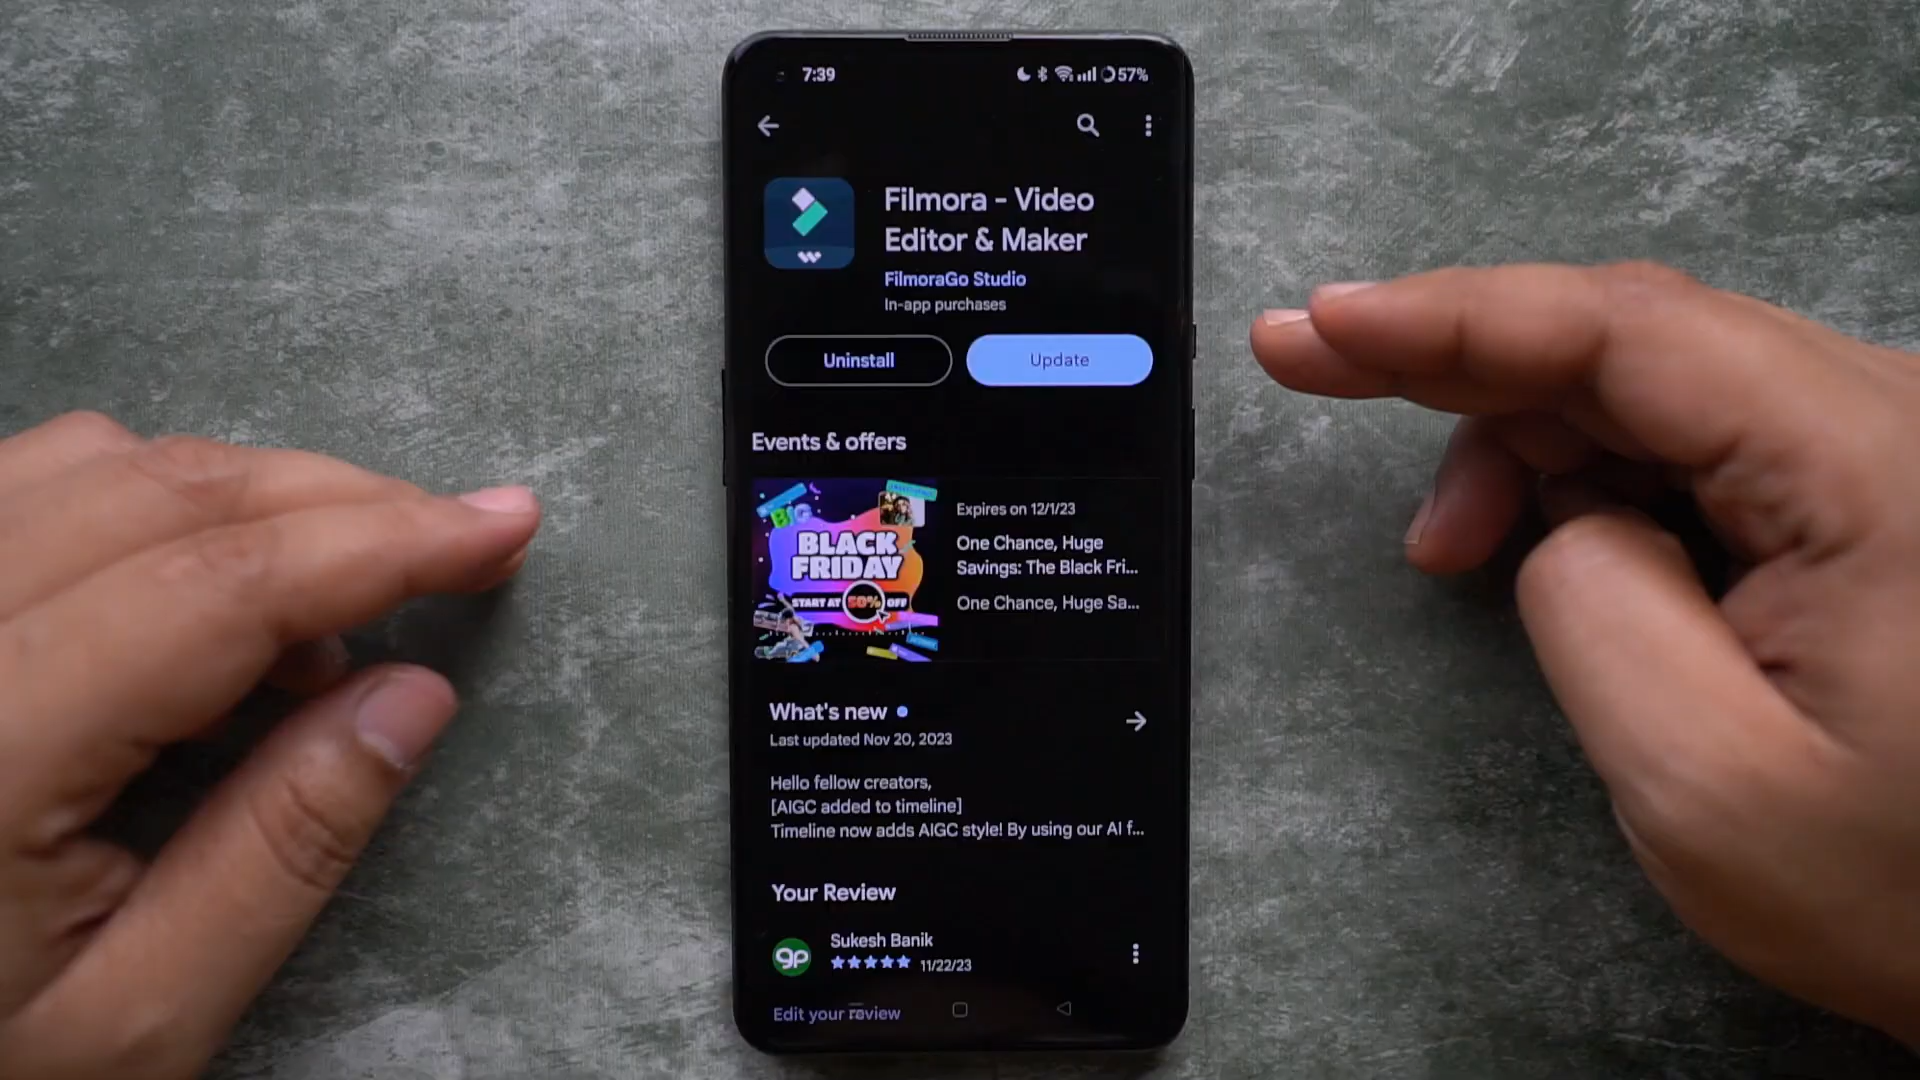 7:39
57%
Filmora - Video
Editor & Maker
FilmoraGo Studio
In-app purchases
Uninstall
Update
Events & offers
BIG
BLACK
FRIDAY
START AT 50% OFF
Expires on 12/1/23
One Chance, Huge
Savings: The Black Fri...
One Chance, Huge Sa...
What's new
Last updated Nov 20, 2023
Hello fellow creators,
[AIGC added to timeline]
Timeline now adds AIGC style! By using our AI f...
Your Review
gp
Sukesh Banik
11/22/23
Edit your review